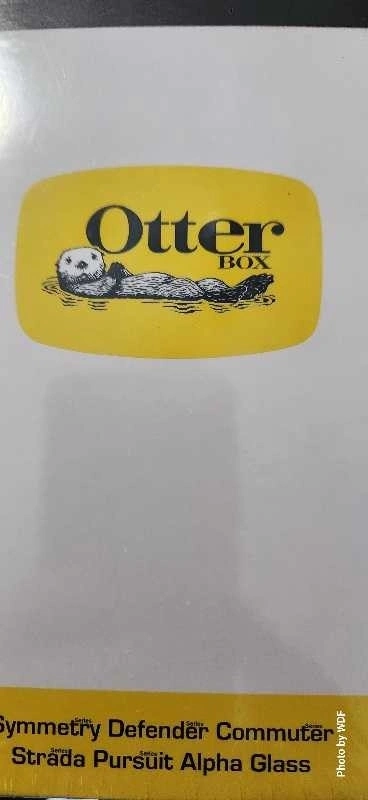 Otter
BOX
Symmetry Series Defender Series Commuter Series
Strada Series Pursuit Series Alpha Glass
Photo by WDF